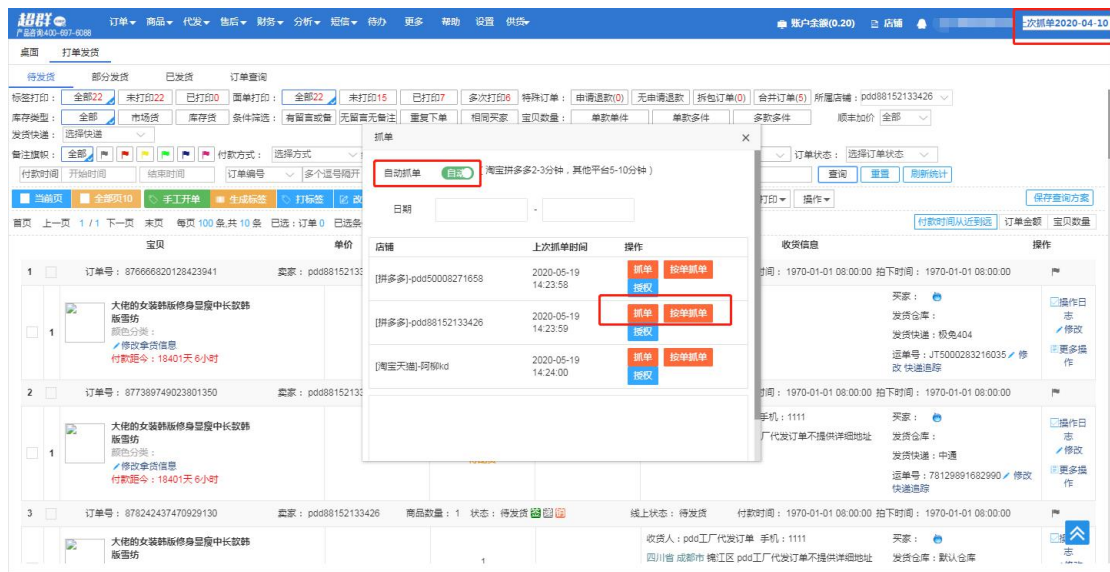 超群
产品咨询400-697-6088
订单 商品 代发 售后 财务 分析 短信 待办 更多 帮助 设置 供货
账户余额(0.20) 店铺
上次抓单2020-04-10
桌面 打单发货
待发货 部分发货 已发货 订单查询
标签打印： 全部22 未打印22 已打印0 面单打印： 全部22 未打印15 已打印7 多次打印6 特殊订单： 申请退款(0) 无申请退款 拆包订单(0) 合并订单(5) 所属店铺：pdd88152133426
库存类型： 全部 市场货 库存货 条件筛选： 有留言或备 无留言无备注 重复下单 相同买家 宝贝数量： 单款单件 单款多件 多款多件 顺丰加价 全部
发货快递： 选择快递
备注旗帜： 全部 付款方式： 选择方式 订单状态： 选择订单状态
付款时间 开始时间 结束时间 订单编号 多个逗号隔开 查询 重置 刷新统计
当前页 全部页10 手工开单 生成标签 打标签 改 打印 操作 保存查询方案
首页 上一页 1 / 1 下一页 末页 每页 100 条,共 10 条 已选：订单 0 已选条 付款时间从近到远 订单金额 宝贝数量
宝贝 单价 收货信息 操作
抓单 ×
自动抓单 自动 淘宝拼多多2-3分钟，其他平台5-10分钟）
日期 -
店铺 上次抓单时间 操作
[拼多多]-pdd50008271658 2020-05-19 14:23:58 抓单 按单抓单 授权
[拼多多]-pdd88152133426 2020-05-19 14:23:59 抓单 按单抓单 授权
[淘宝天猫]-阿柳kd 2020-05-19 14:24:00 抓单 按单抓单 授权
1 订单号： 876666820128423941 卖家： pdd8815213 时间： 1970-01-01 08:00:00 拍下时间： 1970-01-01 08:00:00
1
大佬的女装韩版修身显瘦中长款韩
版雪纺
颜色分类：
修改拿货信息
付款距今：18401天 6小时
买家：
发货仓库：
发货快递：极兔404
运单号：JT5000283216035 修
改 快递追踪
操作日
志
修改
更多操
作
2 订单号： 877389749023801350 卖家： pdd8815213 时间： 1970-01-01 08:00:00 拍下时间： 1970-01-01 08:00:00
1
大佬的女装韩版修身显瘦中长款韩
版雪纺
颜色分类：
修改拿货信息
付款距今：18401天 6小时
手机：1111
厂代发订单不提供详细地址
买家：
发货仓库：
发货快递：中通
运单号：78129891682990 修改
快递追踪
操作日
志
修改
更多操
作
3 订单号： 878242437470929130 卖家： pdd88152133426 商品数量： 1 状态：待发货 线上状态：待发货 付款时间： 1970-01-01 08:00:00 拍下时间： 1970-01-01 08:00:00
大佬的女装韩版修身显瘦中长款韩
版雪纺
1
收货人：pdd工厂代发订单 手机：1111
四川省 成都市 锦江区 pdd工厂代发订单不提供详细地址
买家：
发货仓库：默认仓库
志